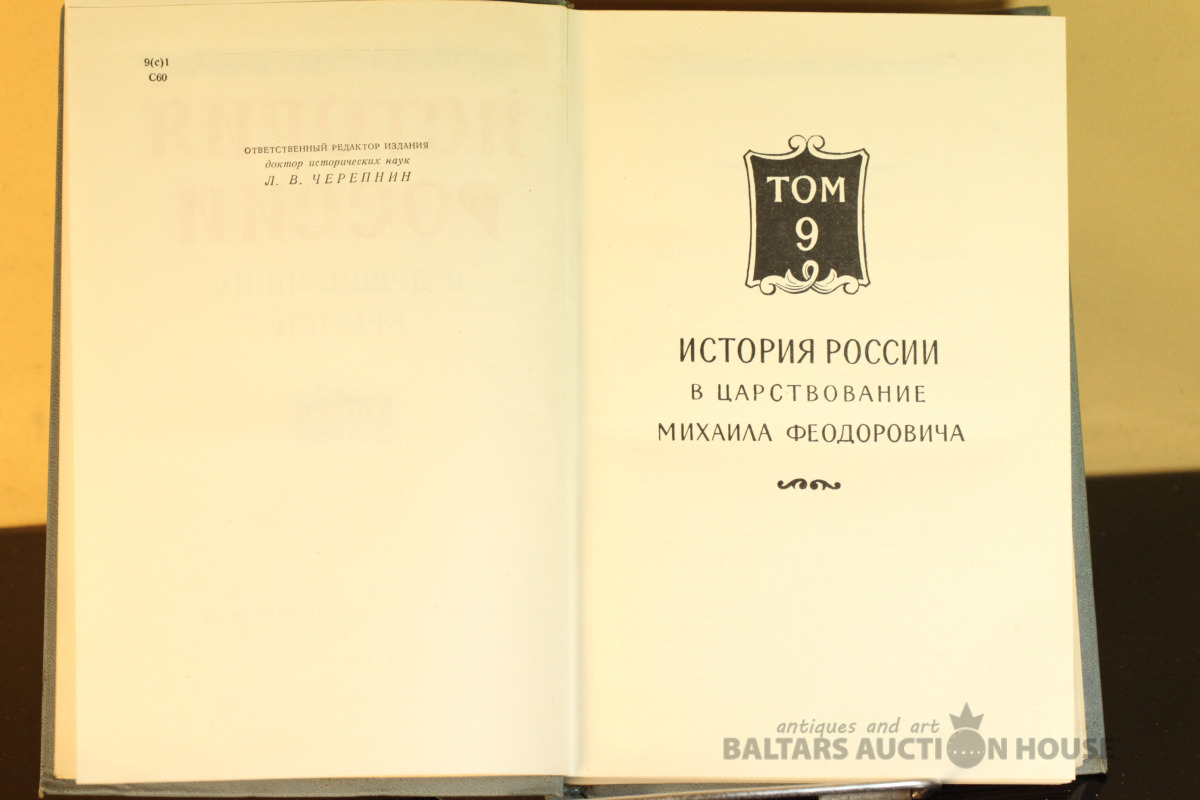 9(с)1
С60
ОТВЕТСТВЕННЫЙ РЕДАКТОР ИЗДАНИЯ
доктор исторических наук
Л. В. ЧЕРЕПНИН
ТОМ
9
ИСТОРИЯ РОССИИ
В ЦАРСТВОВАНИЕ
МИХАИЛА ФЕОДОРОВИЧА
antiques and art
BALTARS AUCTION HOUSE